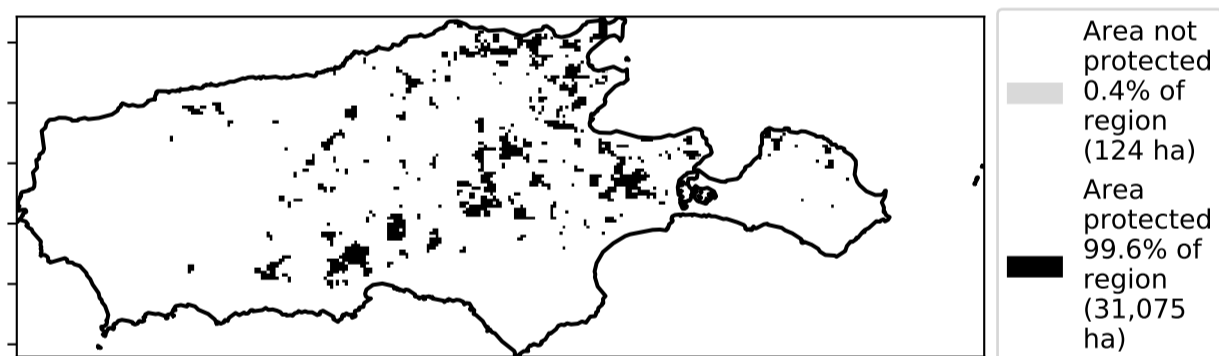 Area not
protected
0.4% of
region
(124 ha)
Area
protected
99.6% of
region
(31,075
ha)